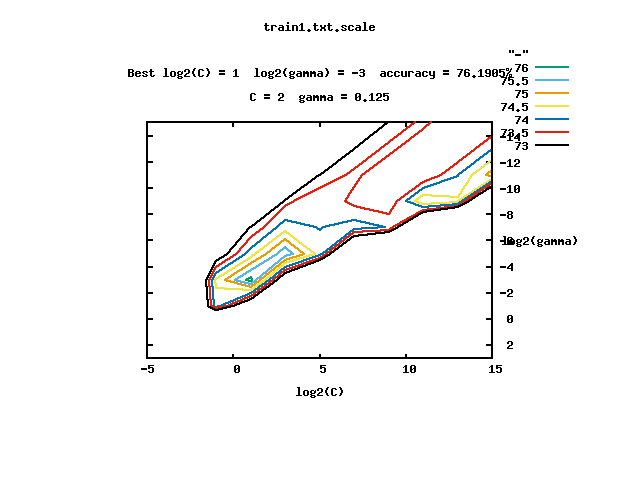 train1.txt.scale
"-"
Best log2(C) = 1  log2(gamma) = -3  accuracy = 76.1905%
C = 2  gamma = 0.125
76
75.5
75
74.5
74
73.5
73
-14
-12
-10
-8
-6
-4
-2
0
2
log2(gamma)
-5 0 5 10 15
log2(C)